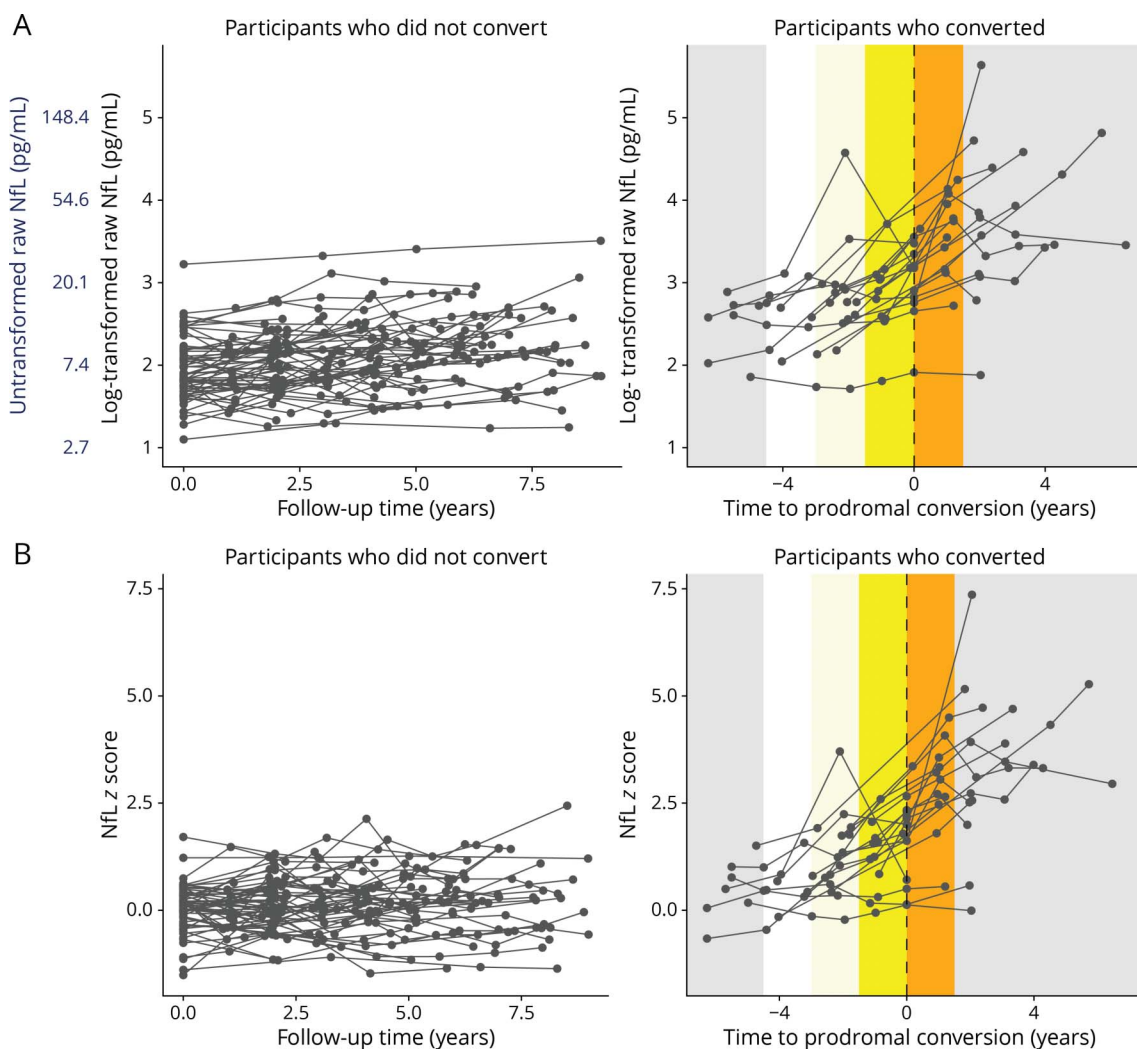 A
Participants who did not convert
Participants who converted
Untransformed raw NfL (pg/mL)
148.4
54.6
20.1
7.4
2.7
Log-transformed raw NfL (pg/mL)
5
4
3
2
1
0.0
2.5
5.0
7.5
Follow-up time (years)
Log- transformed raw NfL (pg/mL)
5
4
3
2
1
−4
0
4
Time to prodromal conversion (years)
B
Participants who did not convert
Participants who converted
NfL z score
7.5
5.0
2.5
0.0
0.0
2.5
5.0
7.5
Follow-up time (years)
NfL z score
7.5
5.0
2.5
0.0
−4
0
4
Time to prodromal conversion (years)